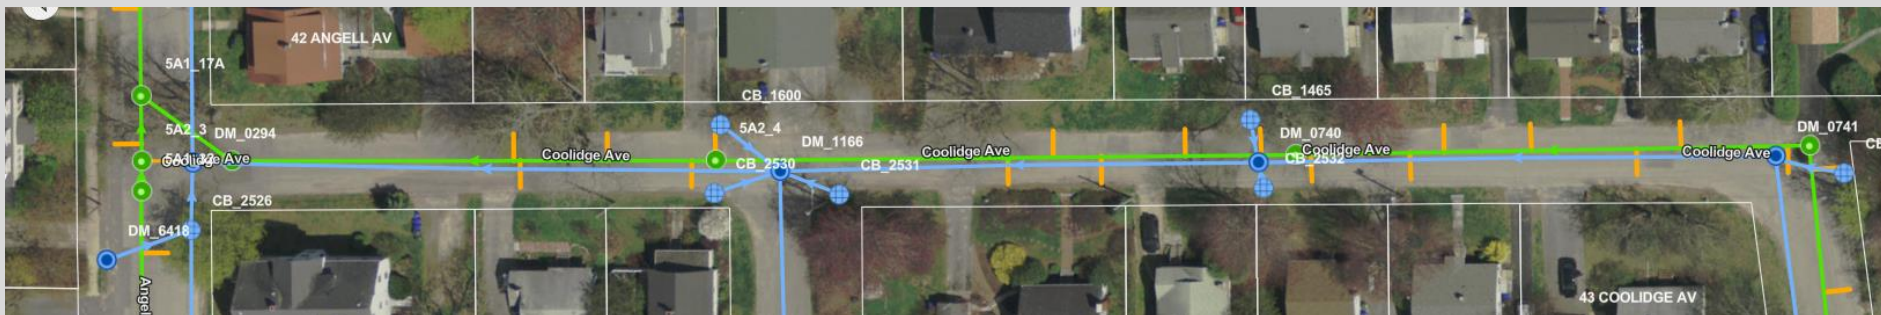 42 ANGELL AV
5A1_17A
CB_1600
CB_1465
5A2_3
DM_0294
5A2_4
DM_1166
DM_0740
DM_0741
Coolidge Ave
Coolidge Ave
Coolidge Ave
Coolidge Ave
Coolidge Ave
CB_2530
CB_2531
CB_2532
CB_2526
DM_6418
Angel
43 COOLIDGE AV